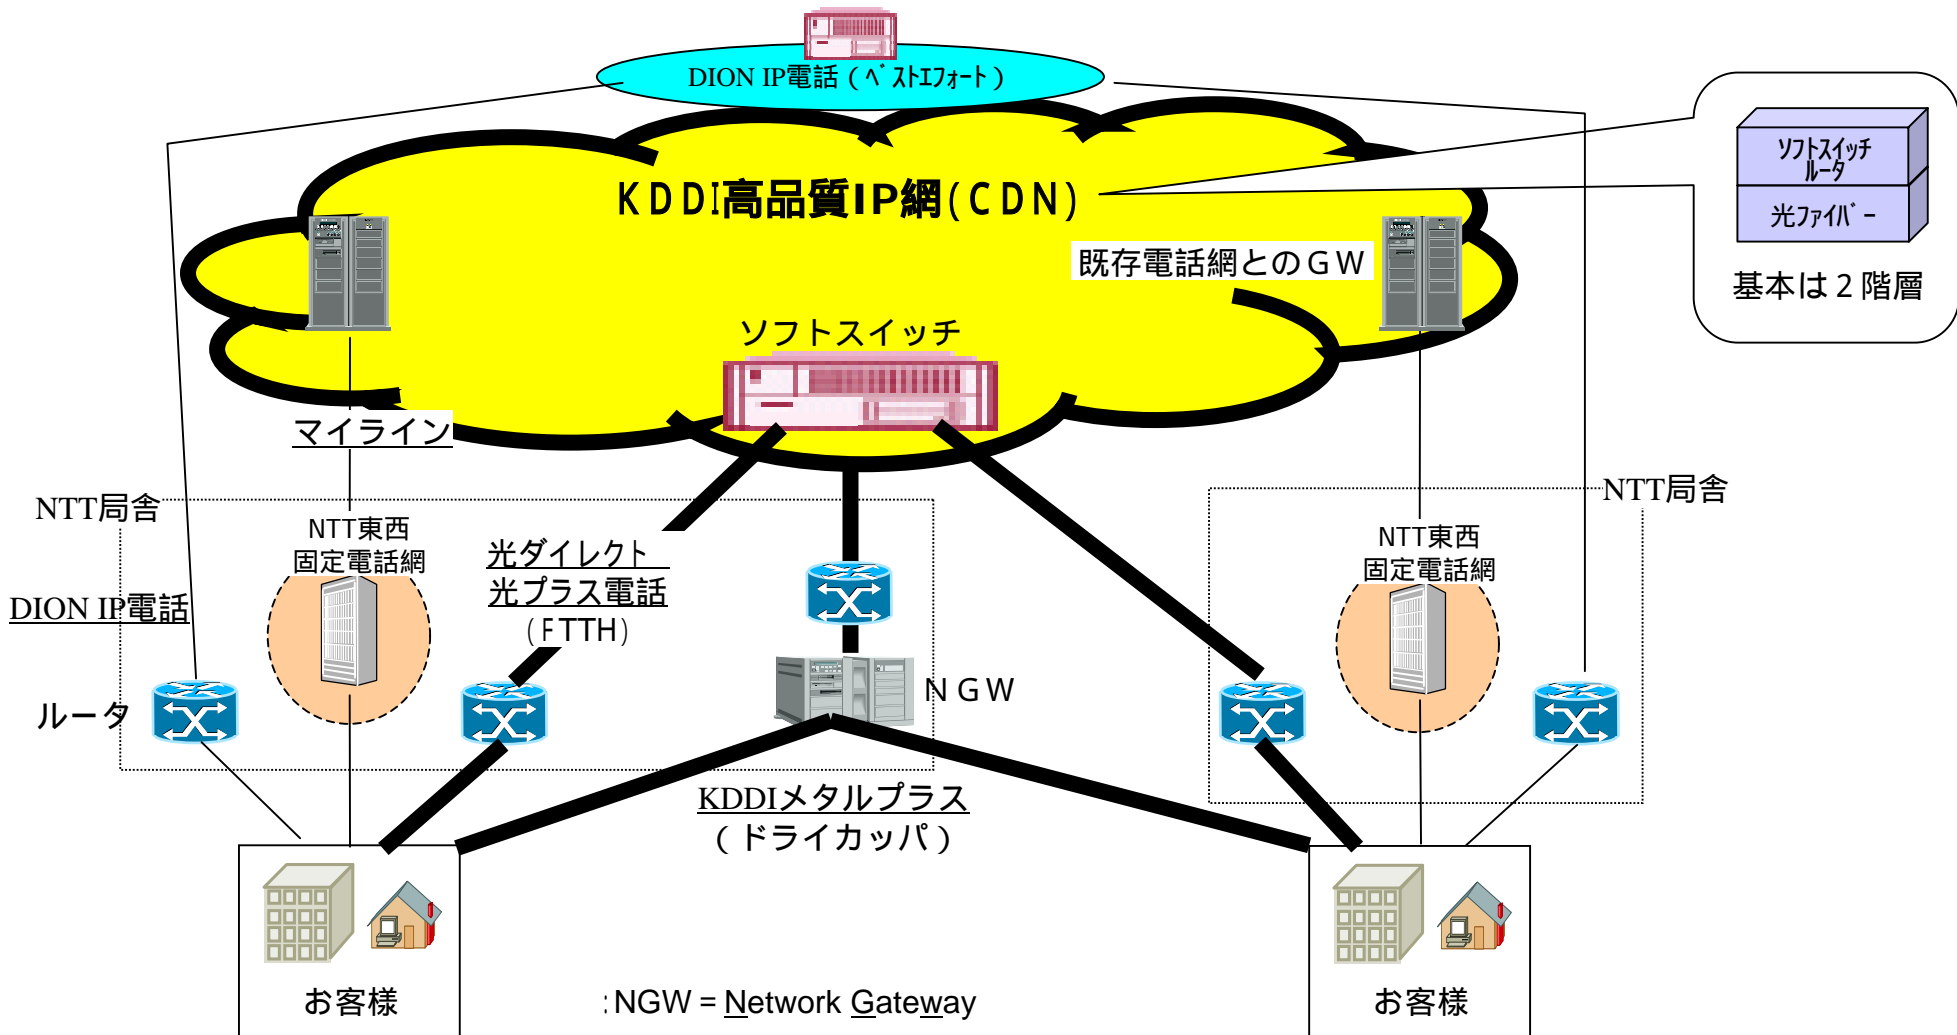 DION IP電話(ﾍﾞｽﾄｴﾌｫｰﾄ)
KDDI高品質IP網(CDN)
ｿﾌﾄｽｲｯﾁ
ﾙｰﾀ
光ﾌｧｲﾊﾞｰ
基本は2階層
既存電話網とのGW
ソフトスイッチ
マイライン
NTT局舎
NTT局舎
NTT東西
固定電話網
光ダイレクト
光プラス電話
(FTTH)
NTT東西
固定電話網
DION IP電話
ルータ
NGW
KDDIメタルプラス
(ドライカッパ)
お客様
:NGW = Network Gateway
お客様